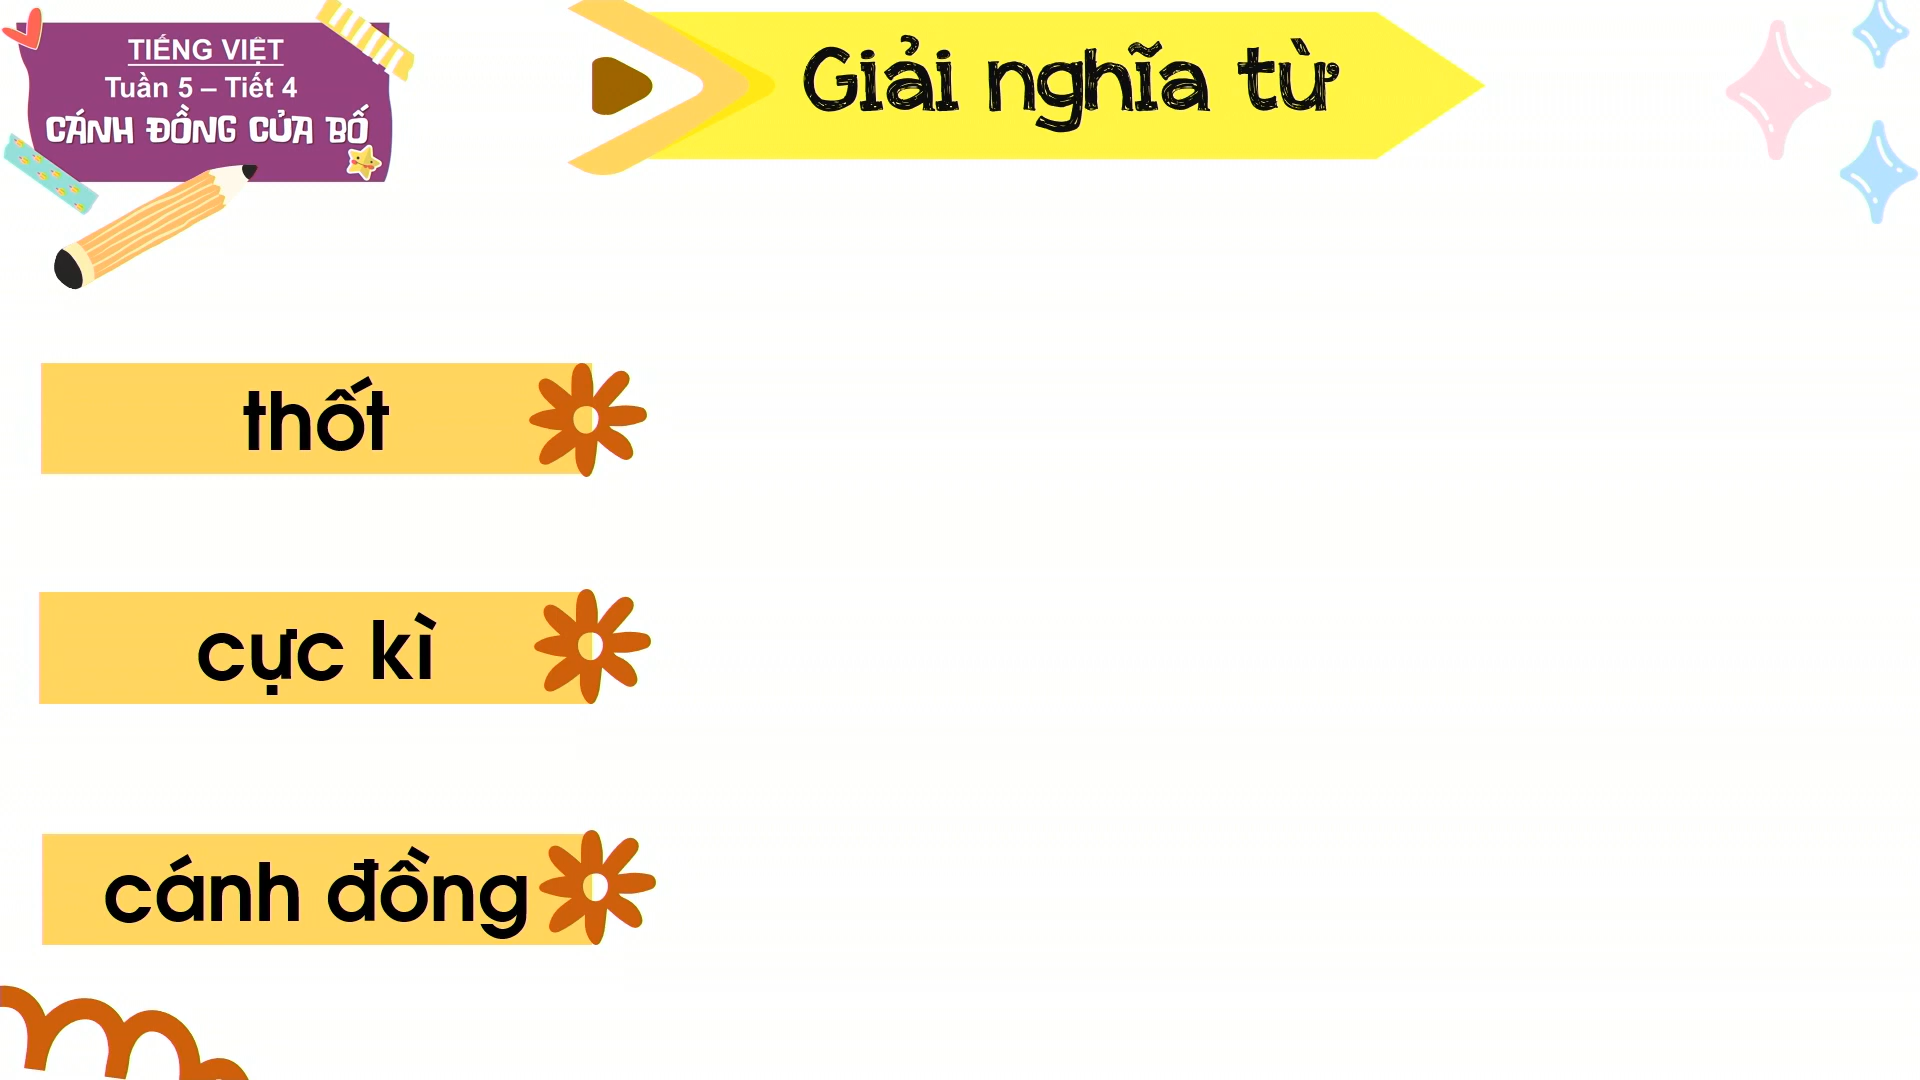 TIẾNG VIỆT
Tuần 5 – Tiết 4
CÁNH ĐỒNG CỦA BỐ
Giải nghĩa từ
thốt
cực kì
cánh đồng